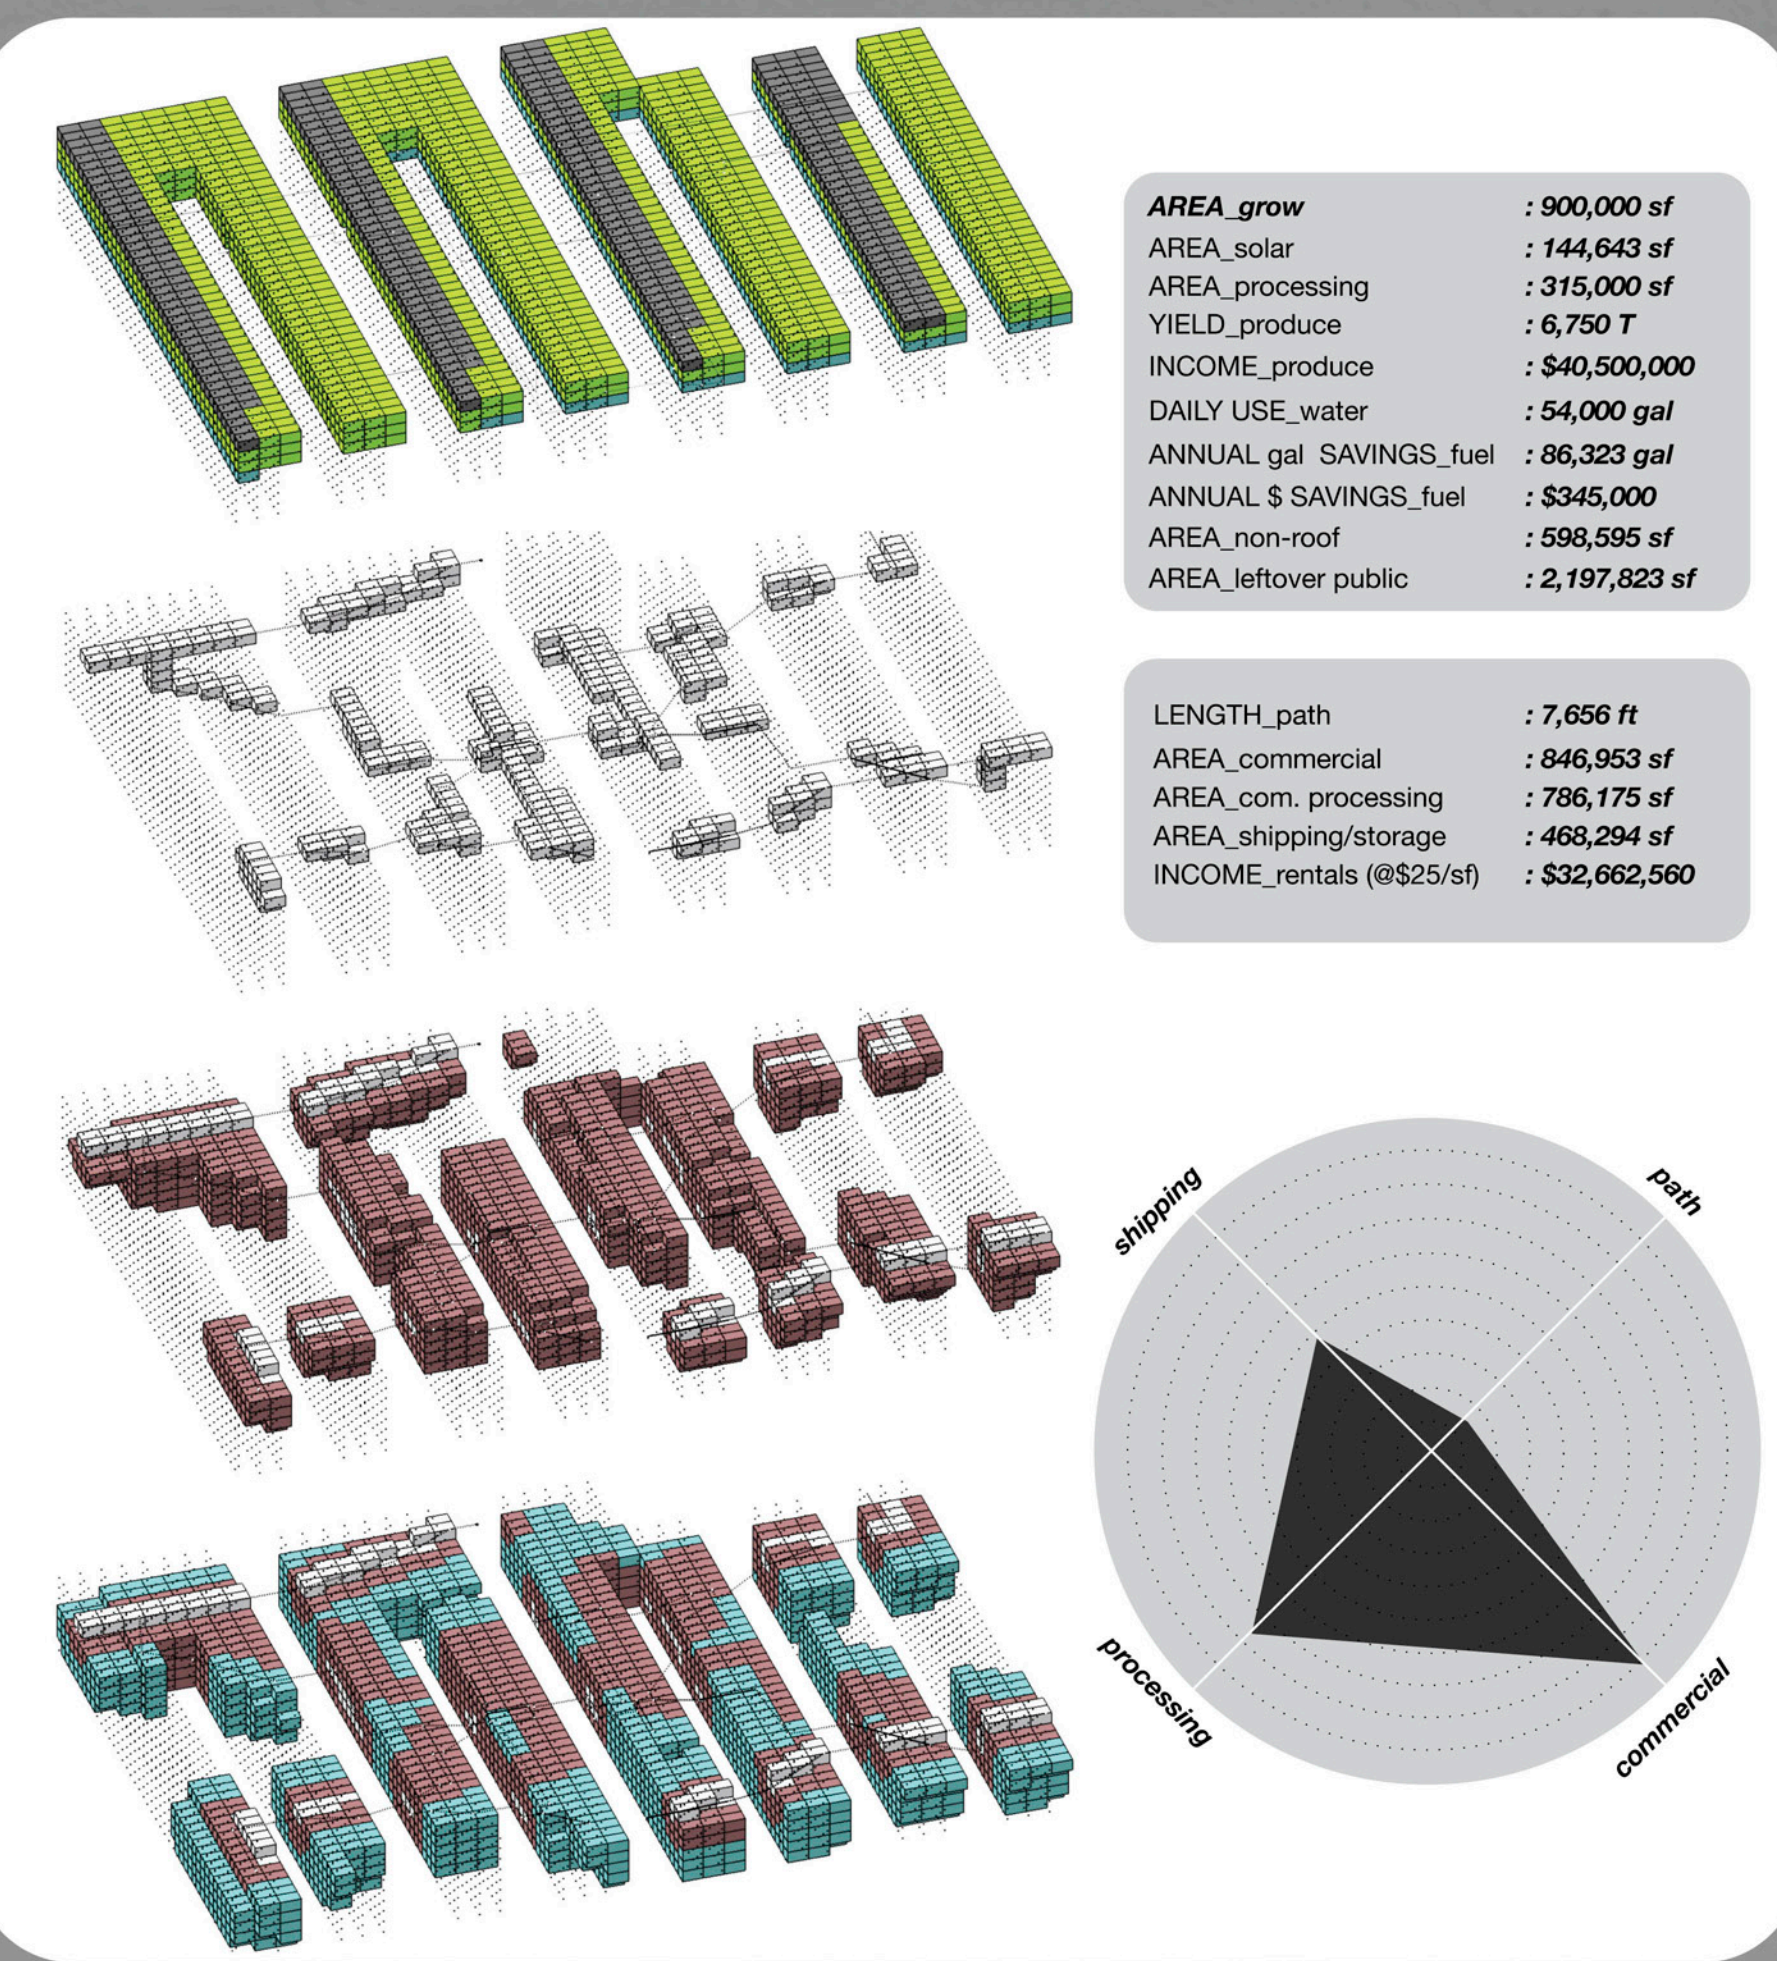 AREA_grow : 900,000 sf
AREA_solar : 144,643 sf
AREA_processing : 315,000 sf
YIELD_produce : 6,750 T
INCOME_produce : $40,500,000
DAILY USE_water : 54,000 gal
ANNUAL gal  SAVINGS_fuel : 86,323 gal
ANNUAL $ SAVINGS_fuel : $345,000
AREA_non-roof : 598,595 sf
AREA_leftover public : 2,197,823 sf
LENGTH_path : 7,656 ft
AREA_commercial : 846,953 sf
AREA_com. processing : 786,175 sf
AREA_shipping/storage : 468,294 sf
INCOME_rentals (@$25/sf) : $32,662,560
shipping
path
processing
commercial